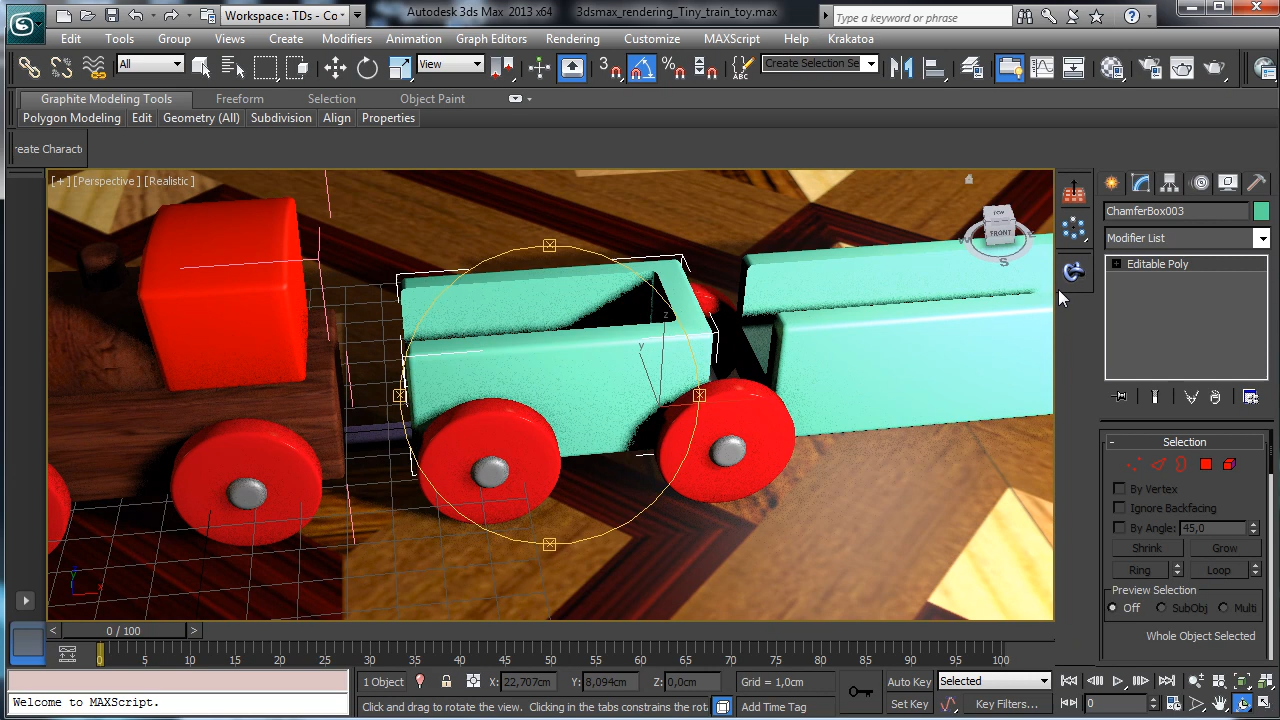 Workspace : TDs - Co
Autodesk 3ds Max 2013 x64
3dsmax_rendering_Tiny_train_toy.max
Type a keyword or phrase
Edit Tools Group Views Create Modifiers Animation Graph Editors Rendering Customize MAXScript Help Krakatoa
All
View
3
ABC
Create Selection Se
Graphite Modeling Tools Freeform Selection Object Paint
Polygon Modeling Edit Geometry (All) Subdivision Align Properties
eate Charact
[+] [Perspective] [Realistic]
TOP
FRONT
W
S
z
y
x
ChamferBox003
Modifier List
Editable Poly
- Selection
By Vertex
Ignore Backfacing
By Angle: 45,0
Shrink Grow
Ring Loop
Preview Selection
Off SubObj Multi
Whole Object Selected
< 0 / 100 >
0 5 10 15 20 25 30 35 40 45 50 55 60 65 70 75 80 85 90 95 100
1 Object X: 22,707cm Y: 8,094cm Z: 0,0cm Grid = 1,0cm Auto Key Selected
Welcome to MAXScript.
Click and drag to rotate the view. Clicking in the tabs constrains the rot
Add Time Tag
Set Key Key Filters... 0